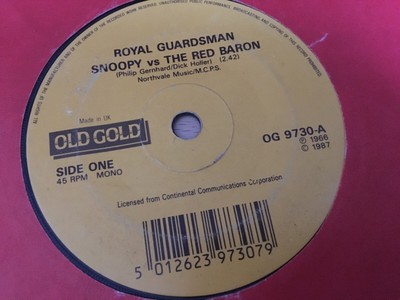 ROYAL GUARDSMAN
SNOOPY vs THE RED BARON
(Philip Gernhard/Dick Holler) (2.42)
Northvale Music/M.C.P.S.
Made in UK
OLD GOLD
SIDE ONE
45 RPM MONO
OG 9730-A
℗ 1966
© 1987
Licensed from Continental Communications Corporation
5 012623 973079